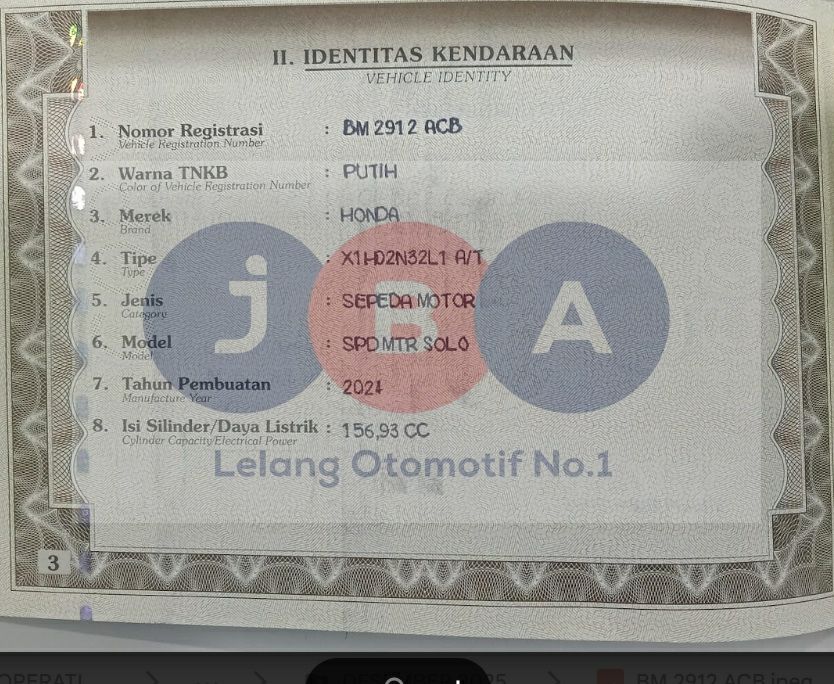 II. IDENTITAS KENDARAAN
VEHICLE IDENTITY
1. Nomor Registrasi : BM 2912 ACB
Vehicle Registration Number
2. Warna TNKB : PUTIH
Color of Vehicle Registration Number
3. Merek : HONDA
Brand
4. Tipe : X1HD2N32L1 A/T
Type
5. Jenis : SEPEDA MOTOR
Category
6. Model : SPDMTR SOLO
Model
7. Tahun Pembuatan : 2021
Manufacture Year
8. Isi Silinder/Daya Listrik : 156,93 CC
Cylinder Capacity/Electrical Power
jBA
Lelang Otomotif No.1
3
BM 2912 ACB.jpeg